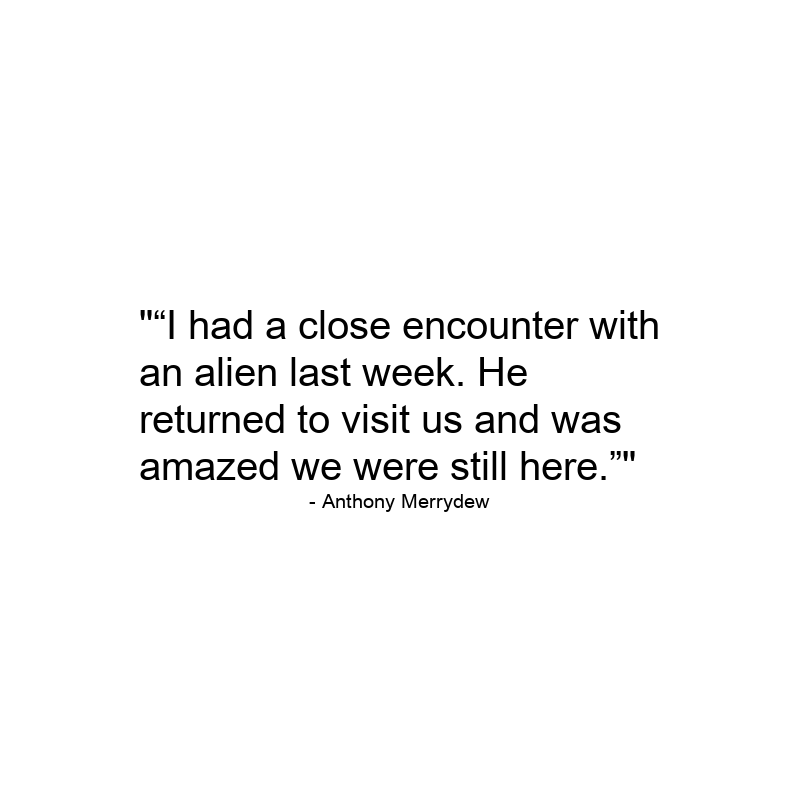 "“I had a close encounter with
an alien last week. He
returned to visit us and was
amazed we were still here.”"
- Anthony Merrydew